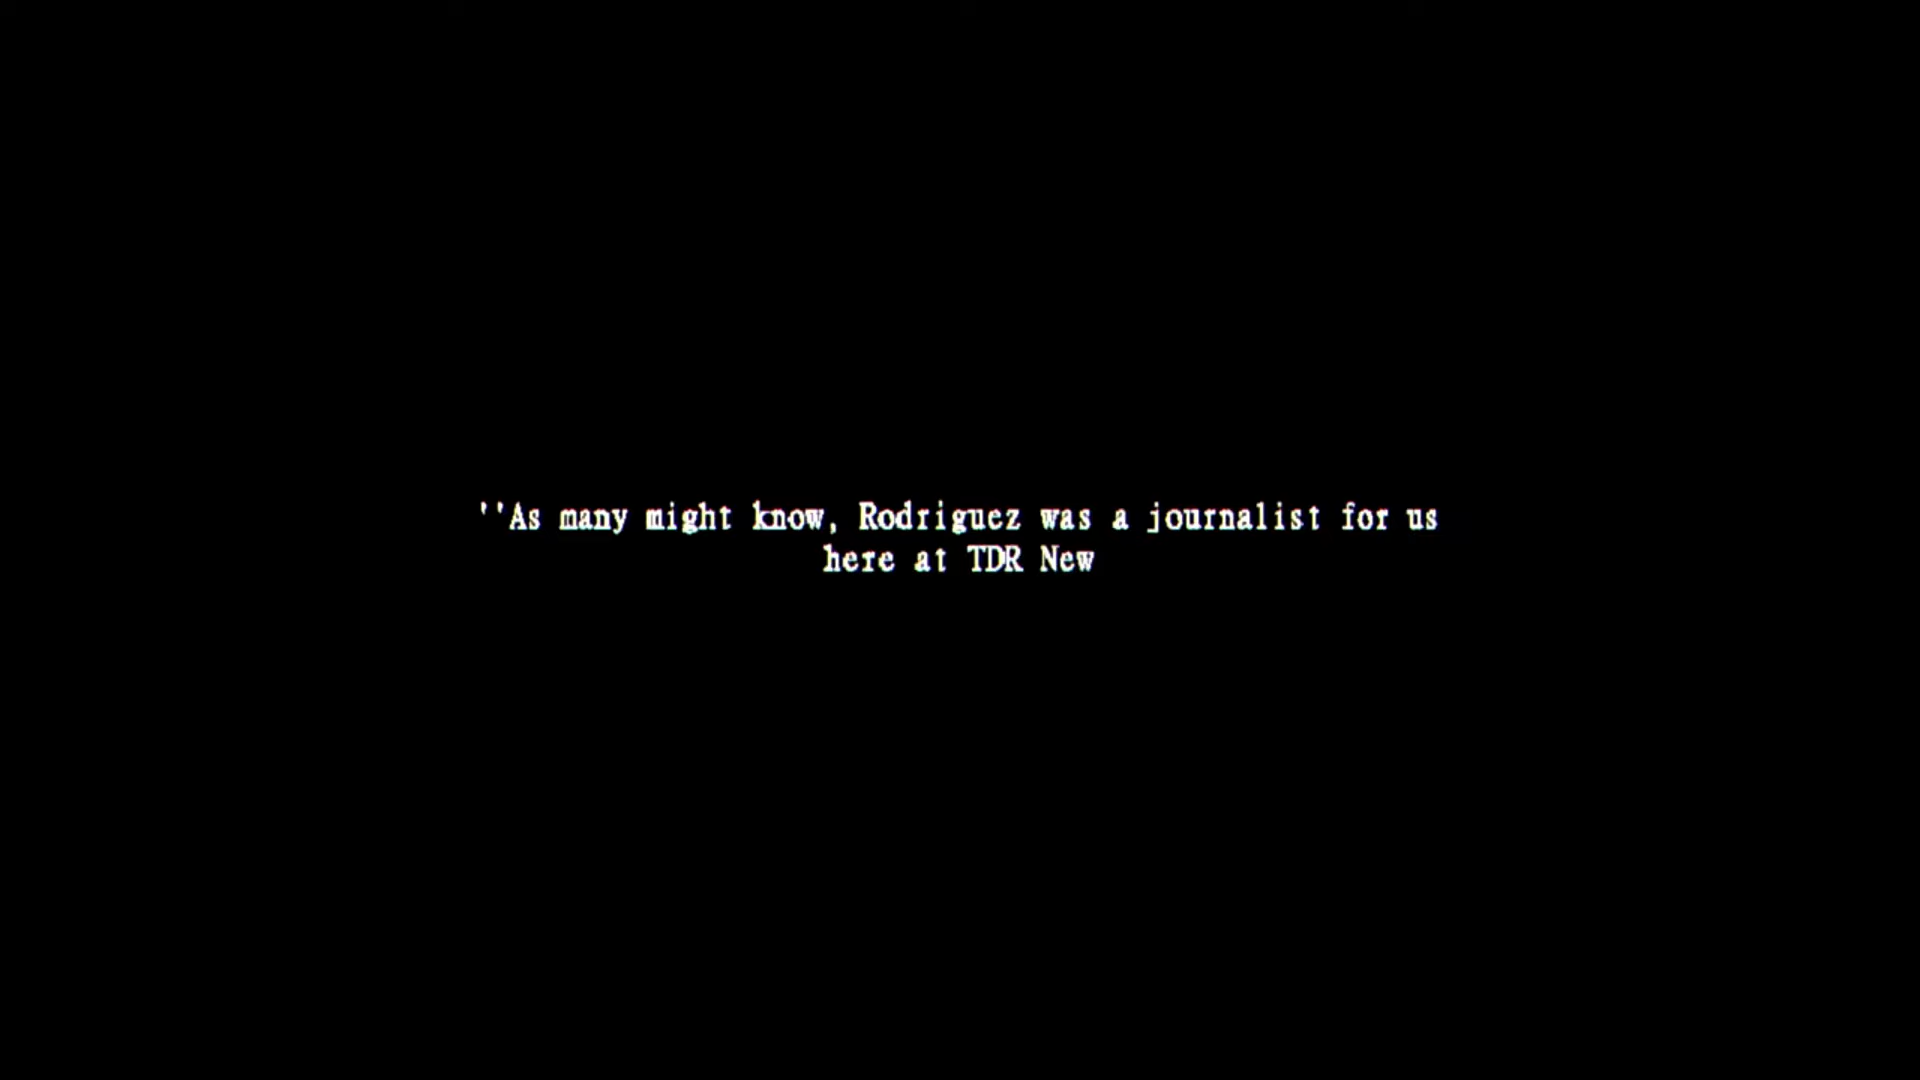 ''As many might know, Rodriguez was a journalist for us
here at TDR New